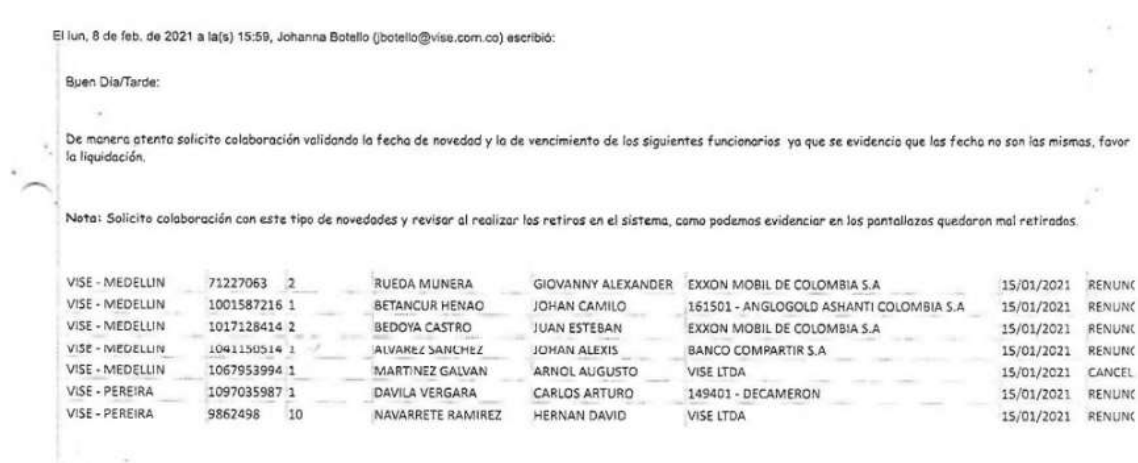 El lun, 8 de feb. de 2021 a la(s) 15:59, Johanna Botello (jbotello@vise.com.co) escribió:
Buen Día/Tarde:
De manera atenta solicito colaboración validando la fecha de novedad y la de vencimiento de los siguientes funcionarios ya que se evidencio que las fecha no son las mismas, favor
la liquidación.
Nota: Solicito colaboración con este tipo de novedades y revisar al realizar los retiros en el sistema, como podemos evidenciar en los pantallazos quedaron mal retirados.
VISE - MEDELLIN 71227063 2 RUEDA MUNERA GIOVANNY ALEXANDER EXXON MOBIL DE COLOMBIA S.A 15/01/2021 RENUNC
VISE - MEDELLIN 1001587216 1 BETANCUR HENAO JOHAN CAMILO 161501 - ANGLOGOLD ASHANTI COLOMBIA S.A 15/01/2021 RENUNC
VISE - MEDELLIN 1017128414 2 BEDOYA CASTRO JUAN ESTEBAN EXXON MOBIL DE COLOMBIA S.A 15/01/2021 RENUNC
VISE - MEDELLIN 1041150514 1 ALVAREZ SANCHEZ JOHAN ALEXIS BANCO COMPARTIR S.A 15/01/2021 RENUNC
VISE - MEDELLIN 1067953994 1 MARTINEZ GALVAN ARNOL AUGUSTO VISE LTDA 15/01/2021 CANCEL
VISE - PEREIRA 1097035987 1 DAVILA VERGARA CARLOS ARTURO 149401 - DECAMERON 15/01/2021 RENUNC
VISE - PEREIRA 9862498 10 NAVARRETE RAMIREZ HERNAN DAVID VISE LTDA 15/01/2021 RENUNC